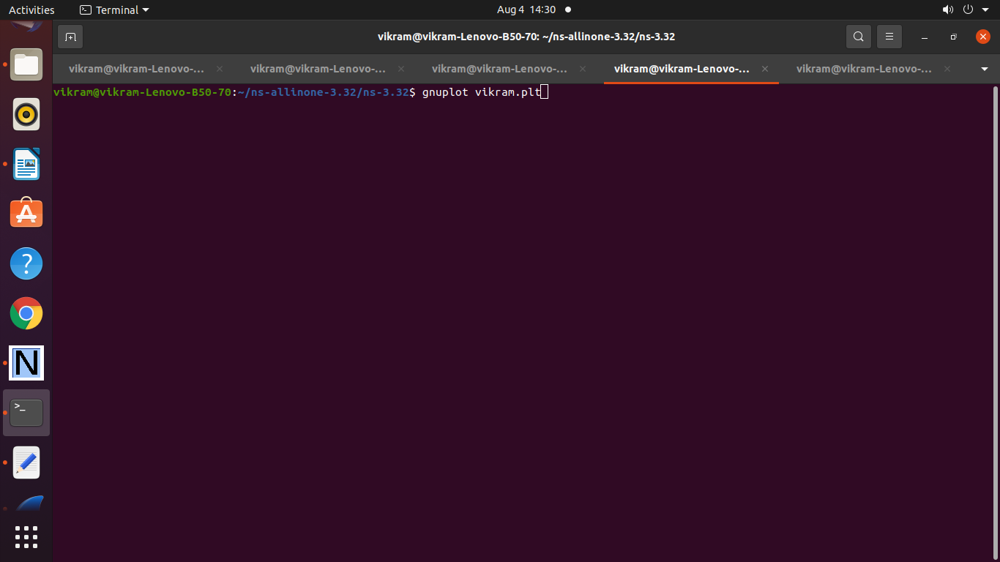 Activities
Terminal
Aug 4 14:30
vikram@vikram-Lenovo-B50-70: ~/ns-allinone-3.32/ns-3.32
vikram@vikram-Lenovo-...
vikram@vikram-Lenovo-...
vikram@vikram-Lenovo-...
vikram@vikram-Lenovo-...
vikram@vikram-Lenovo-...
vikram@vikram-Lenovo-B50-70:~/ns-allinone-3.32/ns-3.32$ gnuplot vikram.plt
?
A
N
>_